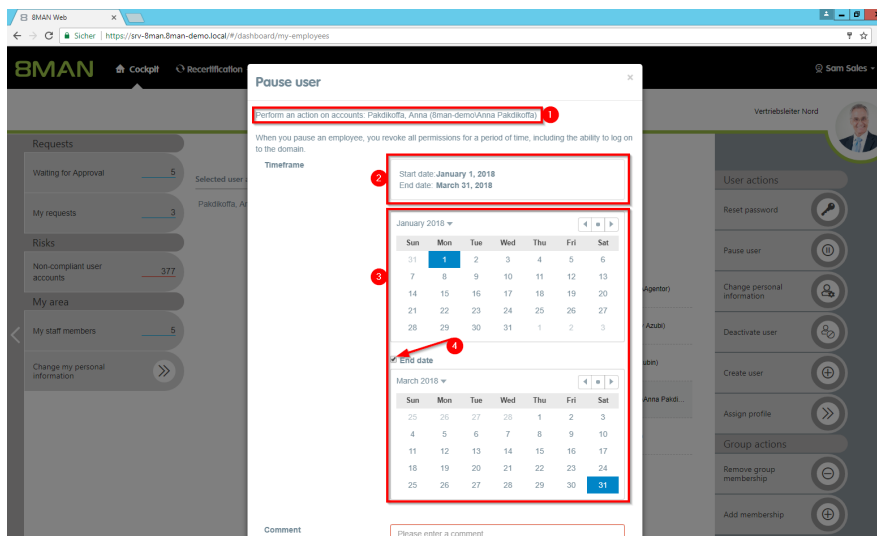 8MAN Web
Sicher | https://srv-8man.8man-demo.local/#/dashboard/my-employees
8MAN Cockpit Recertification Sam Sales
Pause user ×
Perform an action on accounts: Pakdikoffa, Anna (8man-demo\Anna Pakdikoffa) 1
Vertriebsleiter Nord
When you pause an employee, you revoke all permissions for a period of time, including the ability to log on
to the domain.
Requests
Waiting for Approval 5
My requests 3
Risks
Non-compliant user
accounts 377
My area
My staff members 5
Change my personal
information
Selected user
Pakdikoffa,
Timeframe
2
Start date: January 1, 2018
End date: March 31, 2018
3
January 2018
Sun Mon Tue Wed Thu Fri Sat
31 1 2 3 4 5 6
7 8 9 10 11 12 13
14 15 16 17 18 19 20
21 22 23 24 25 26 27
28 29 30 31 1 2 3
4
End date
March 2018
Sun Mon Tue Wed Thu Fri Sat
25 26 27 28 1 2 3
4 5 6 7 8 9 10
11 12 13 14 15 16 17
18 19 20 21 22 23 24
25 26 27 28 29 30 31
Comment
Please enter a comment
Agentor)
Azubi)
ubin)
Anna Pakdi...
User actions
Reset password
Pause user
Change personal
information
Deactivate user
Create user
Assign profile
Group actions
Remove group
membership
Add membership